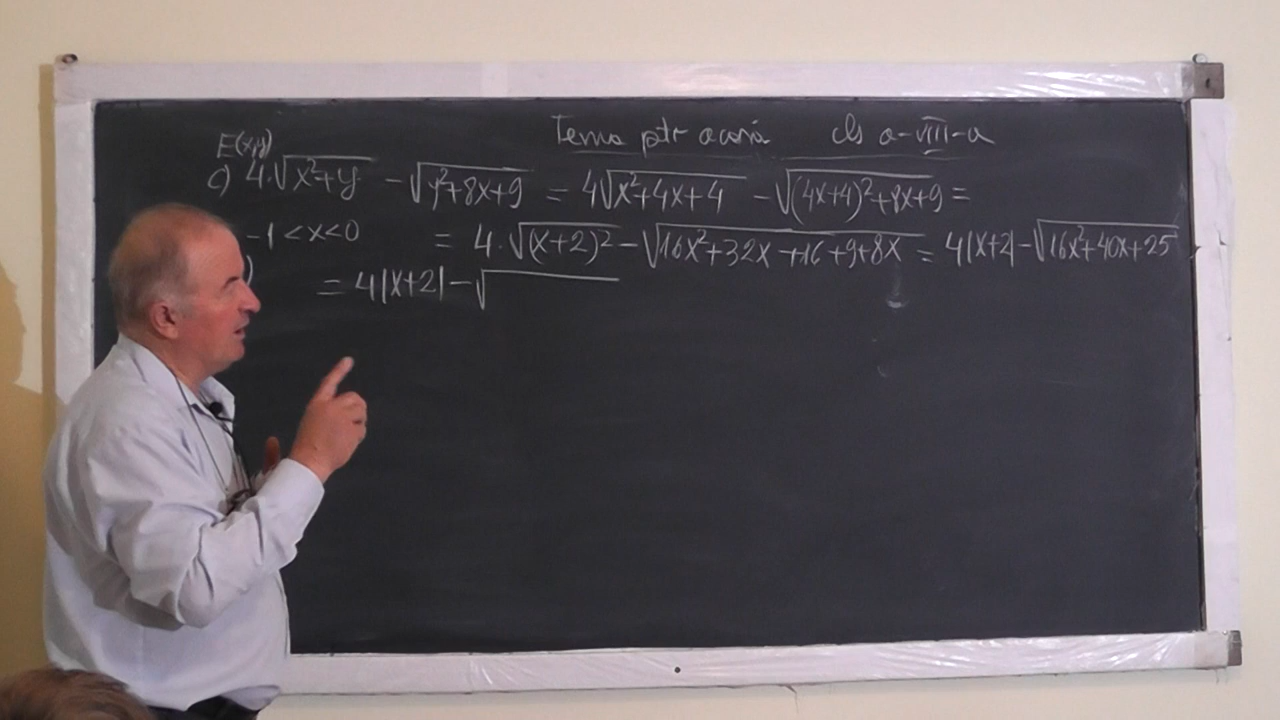 Tema ptr acasă cls a-VIII-a
E(x,y)
c) 4·√(x²+y) - √(y²+8x+9) = 4√(x²+4x+4) - √((4x+4)²+8x+9) =
-1<x<0 = 4·√((x+2)²) - √(16x²+32x+16+9+8x) = 4|x+2| - √(16x²+40x+25)
) = 4|x+2| - √